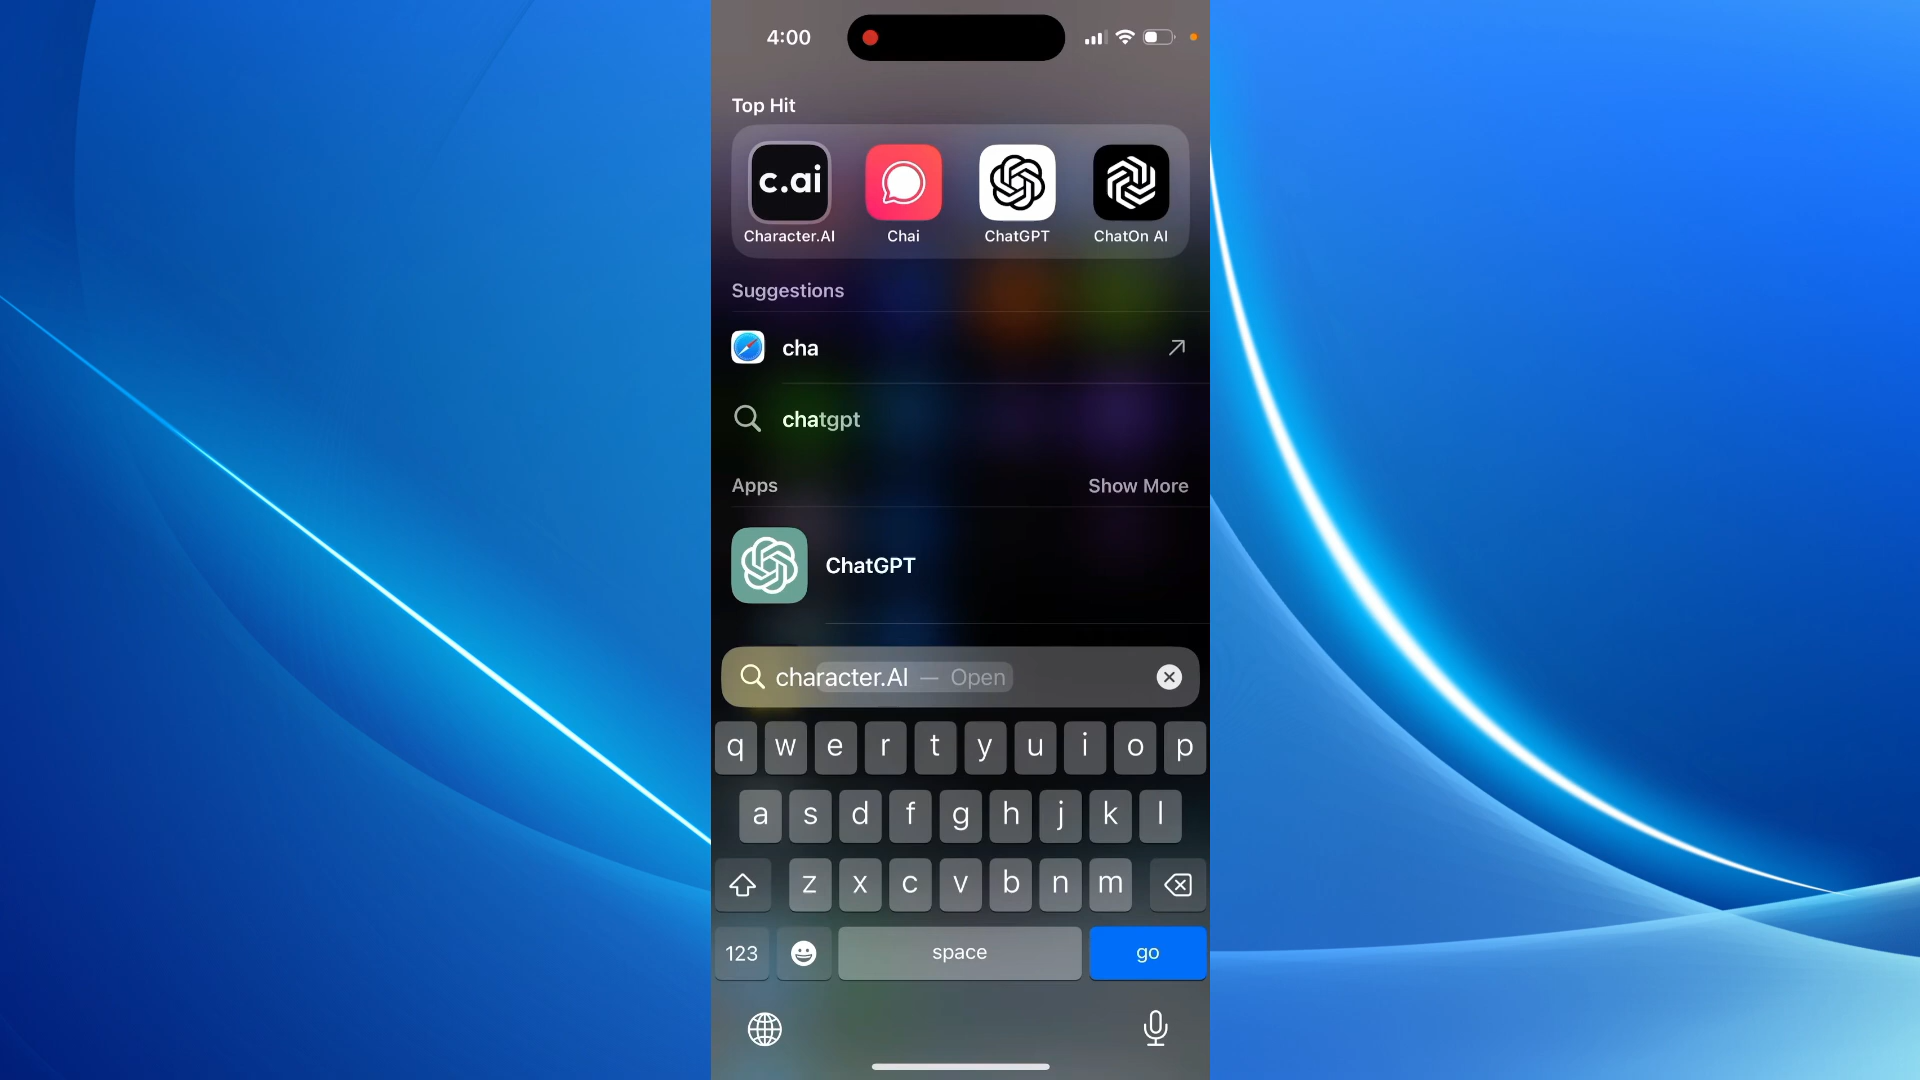 4:00
Top Hit
c.ai
Character.AI
Chai
ChatGPT
ChatOn AI
Suggestions
cha
chatgpt
Apps
Show More
ChatGPT
character.AI — Open
q w e r t y u i o p
a s d f g h j k l
z x c v b n m
123
space
go